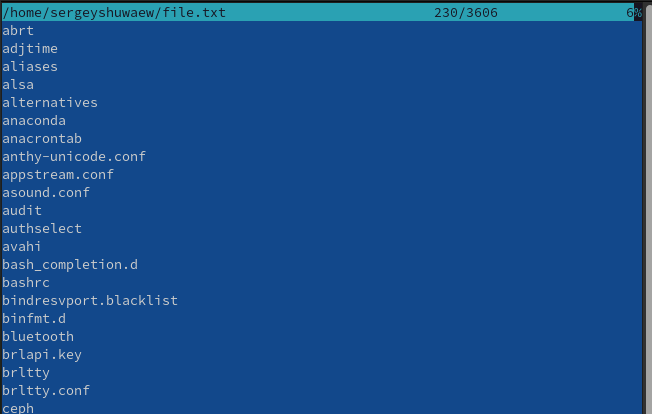 /home/sergeyshuwaew/file.txt 230/3606 6%
abrt
adjtime
aliases
alsa
alternatives
anaconda
anacrontab
anthy-unicode.conf
appstream.conf
asound.conf
audit
authselect
avahi
bash_completion.d
bashrc
bindresvport.blacklist
binfmt.d
bluetooth
brlapi.key
brltty
brltty.conf
ceph